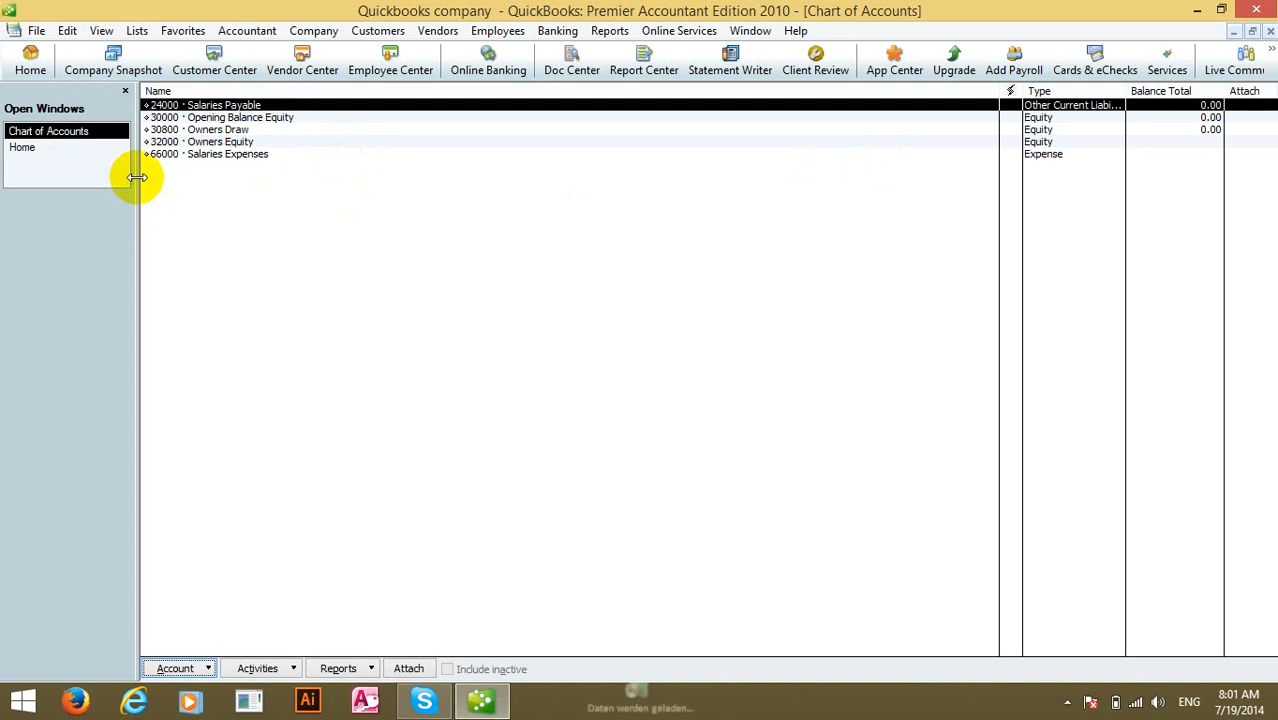 Quickbooks company - QuickBooks: Premier Accountant Edition 2010 - [Chart of Accounts]
File Edit View Lists Favorites Accountant Company Customers Vendors Employees Banking Reports Online Services Window Help
Home Company Snapshot Customer Center Vendor Center Employee Center Online Banking Doc Center Report Center Statement Writer Client Review App Center Upgrade Add Payroll Cards & eChecks Services Live Commu
Open Windows
Chart of Accounts
Home
Name Type Balance Total Attach
24000 · Salaries Payable Other Current Liabi... 0.00
30000 · Opening Balance Equity Equity 0.00
30800 · Owners Draw Equity 0.00
32000 · Owners Equity Equity
66000 · Salaries Expenses Expense
Account Activities Reports Attach Include inactive
Ai
A
S
Daten werden geladen...
ENG
8:01 AM
7/19/2014